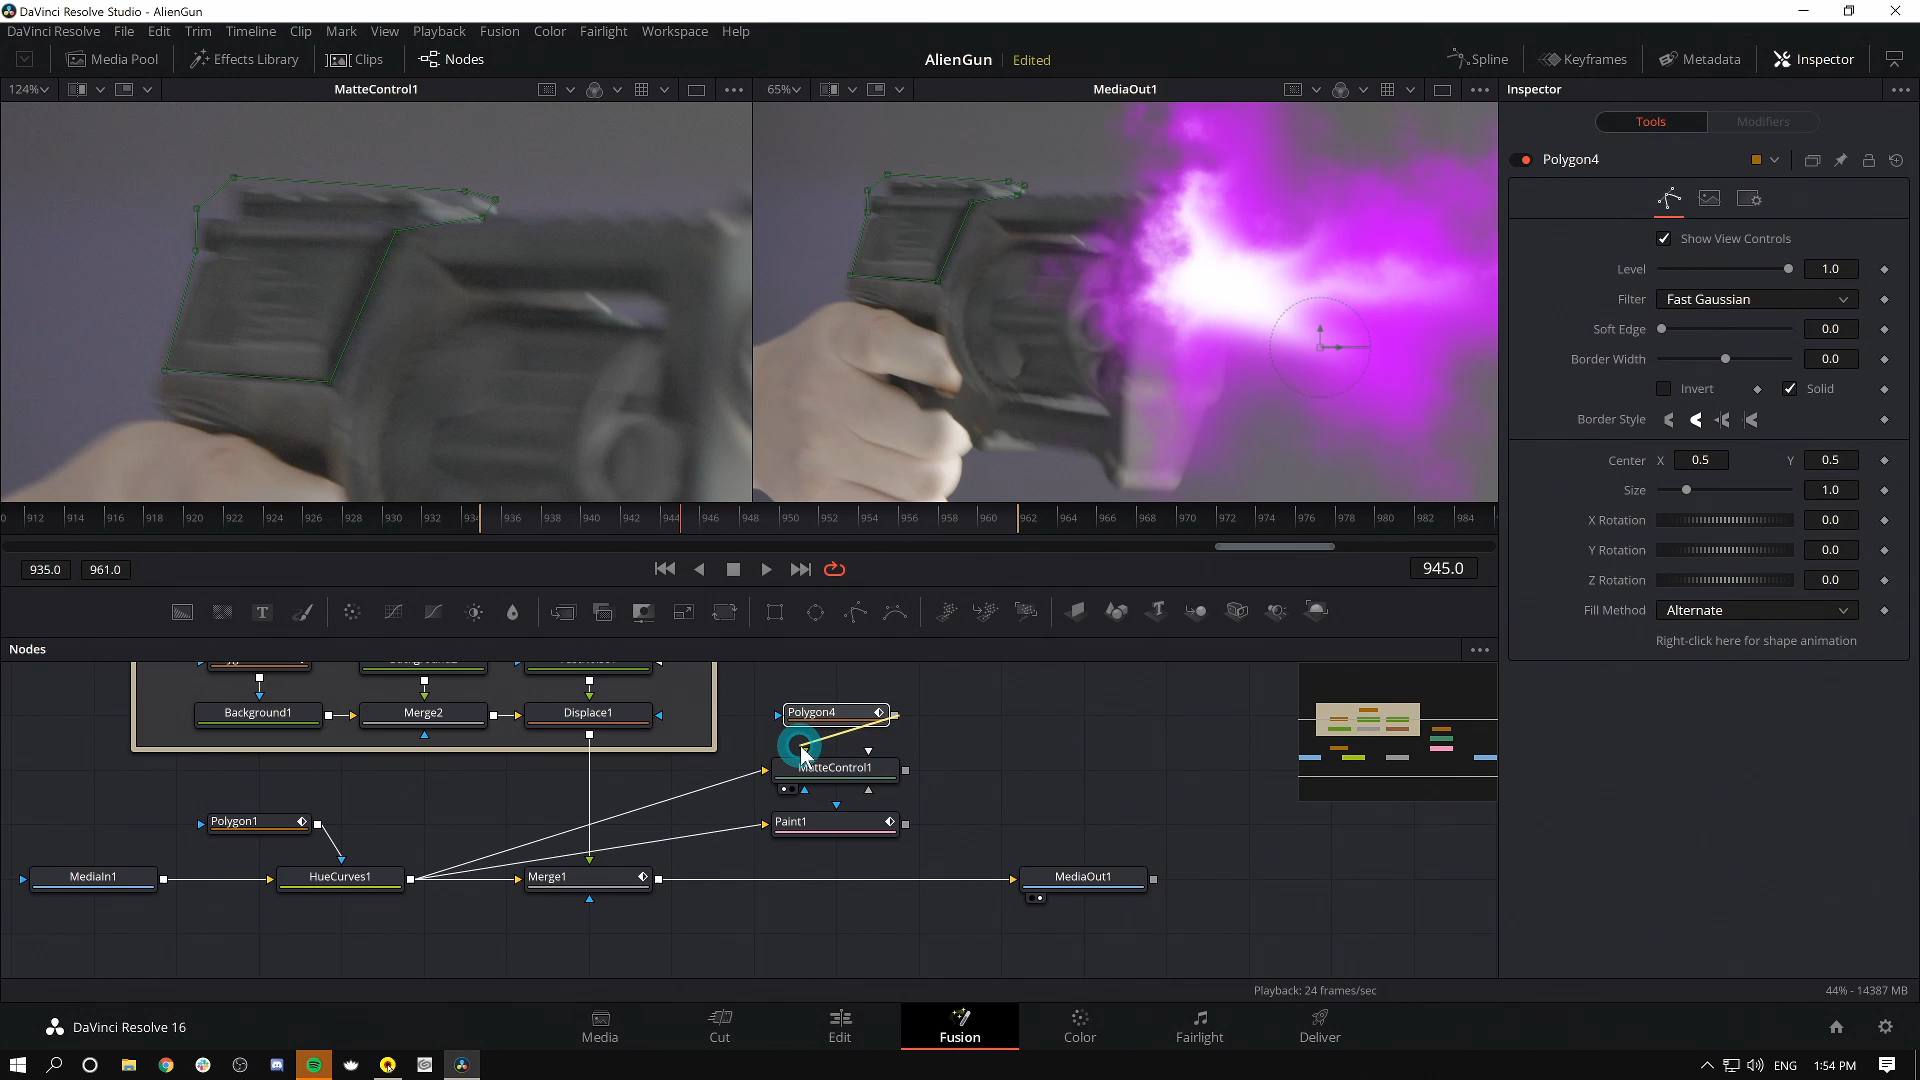 DaVinci Resolve Studio - AlienGun
DaVinci Resolve File Edit Trim Timeline Clip Mark View Playback Fusion Color Fairlight Workspace Help
Media Pool Effects Library Clips Nodes AlienGun Edited Spline Keyframes Metadata Inspector
124% MatteControl1 65% MediaOut1 Inspector
Tools Modifiers
Polygon4
Show View Controls
Level 1.0
Filter Fast Gaussian
Soft Edge 0.0
Border Width 0.0
Invert Solid
Border Style
Center X 0.5 Y 0.5
Size 1.0
X Rotation 0.0
Y Rotation 0.0
Z Rotation 0.0
Fill Method Alternate
Right-click here for shape animation
0 912 914 916 918 920 922 924 926 928 930 932 934 936 938 940 942 944 946 948 950 952 954 956 958 960 962 964 966 968 970 972 974 976 978 980 982 984
935.0 961.0 945.0
Nodes
Background1 Merge2 Displace1 Polygon4
MatteControl1
Polygon1 Paint1
MediaIn1 HueCurves1 Merge1 MediaOut1
Playback: 24 frames/sec 44% - 14387 MB
DaVinci Resolve 16 Media Cut Edit Fusion Color Fairlight Deliver
ENG 1:54 PM